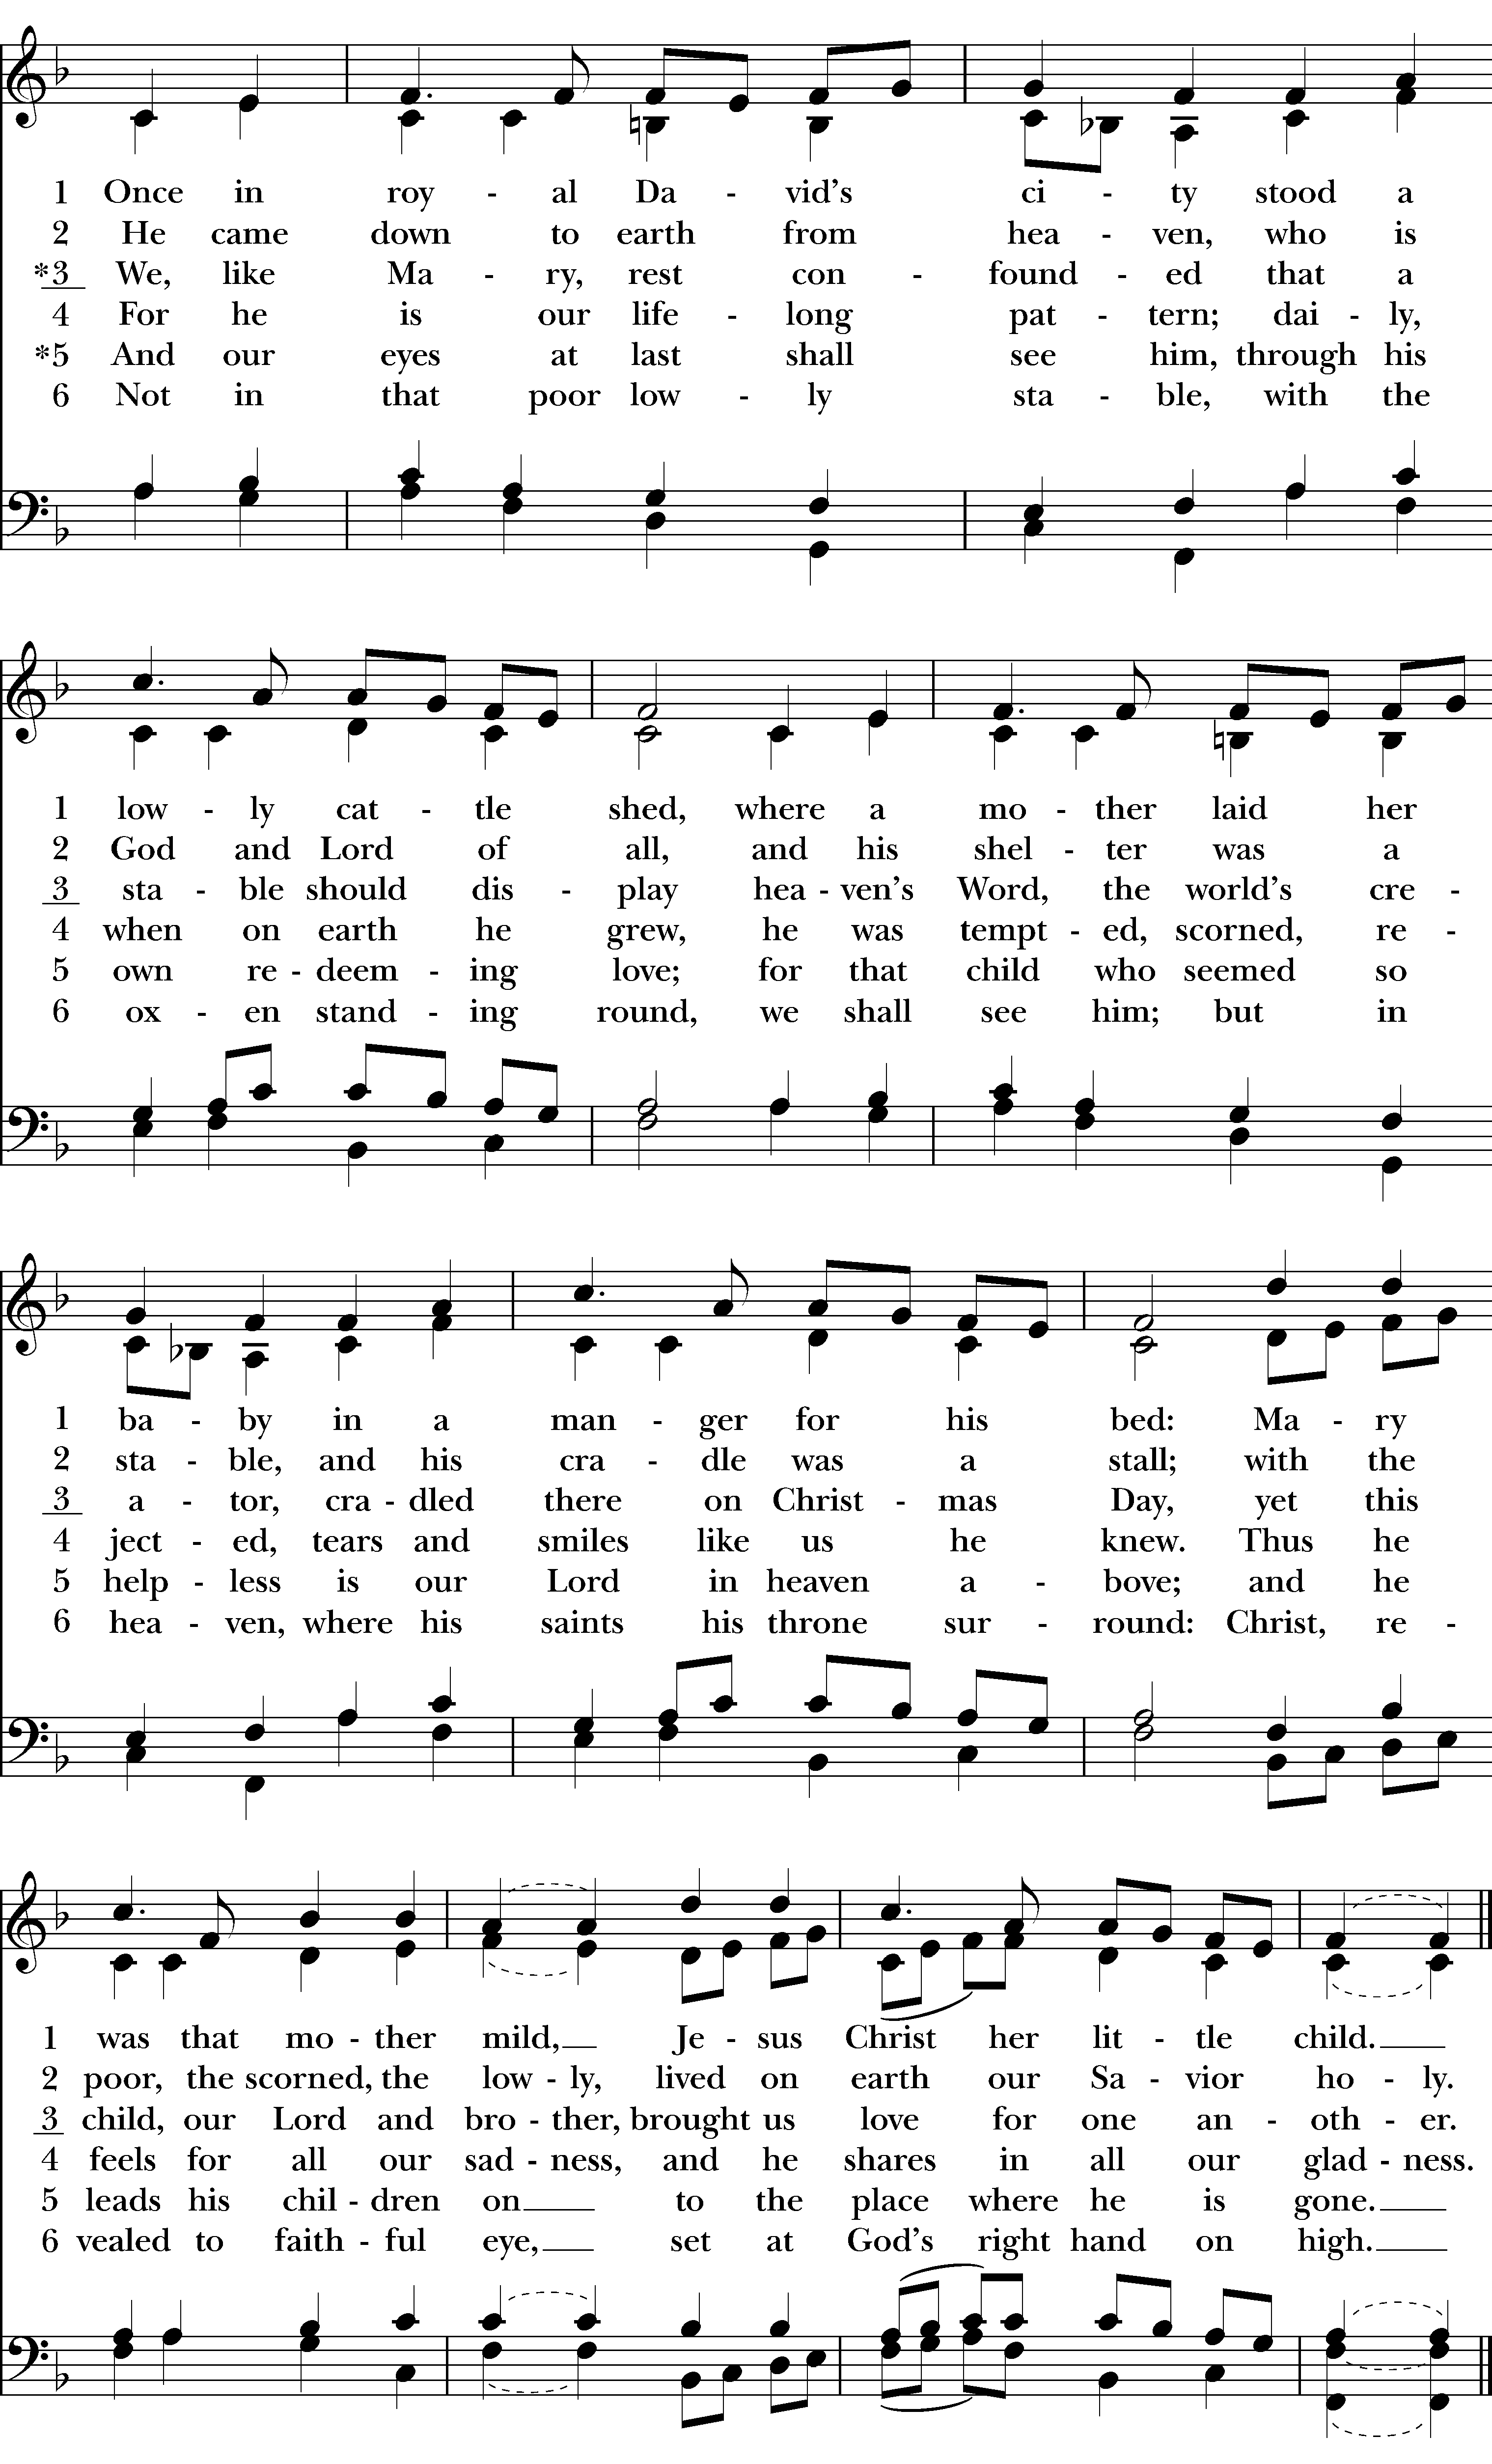 1 Once in roy - al Da - vid's ci - ty stood a
2 He came down to earth from hea - ven, who is
*3 We, like Ma - ry, rest con - found - ed that a
4 For he is our life - long pat - tern; dai - ly,
*5 And our eyes at last shall see him, through his
6 Not in that poor low - ly sta - ble, with the
1 low - ly cat - tle shed, where a mo - ther laid her
2 God and Lord of all, and his shel - ter was a
3 sta - ble should dis - play hea - ven's Word, the world's cre -
4 when on earth he grew, he was tempt - ed, scorned, re -
5 own re - deem - ing love; for that child who seemed so
6 ox - en stand - ing round, we shall see him; but in
1 ba - by in a man - ger for his bed: Ma - ry
2 sta - ble, and his cra - dle was a stall; with the
3 a - tor, cra - dled there on Christ - mas Day, yet this
4 ject - ed, tears and smiles like us he knew. Thus he
5 help - less is our Lord in heaven a - bove; and he
6 hea - ven, where his saints his throne sur - round: Christ, re -
1 was that mo - ther mild, Je - sus Christ her lit - tle child.
2 poor, the scorned, the low - ly, lived on earth our Sa - vior ho - ly.
3 child, our Lord and bro - ther, brought us love for one an - oth - er.
4 feels for all our sad - ness, and he shares in all our glad - ness.
5 leads his chil - dren on to the place where he is gone.
6 vealed to faith - ful eye, set at God's right hand on high.